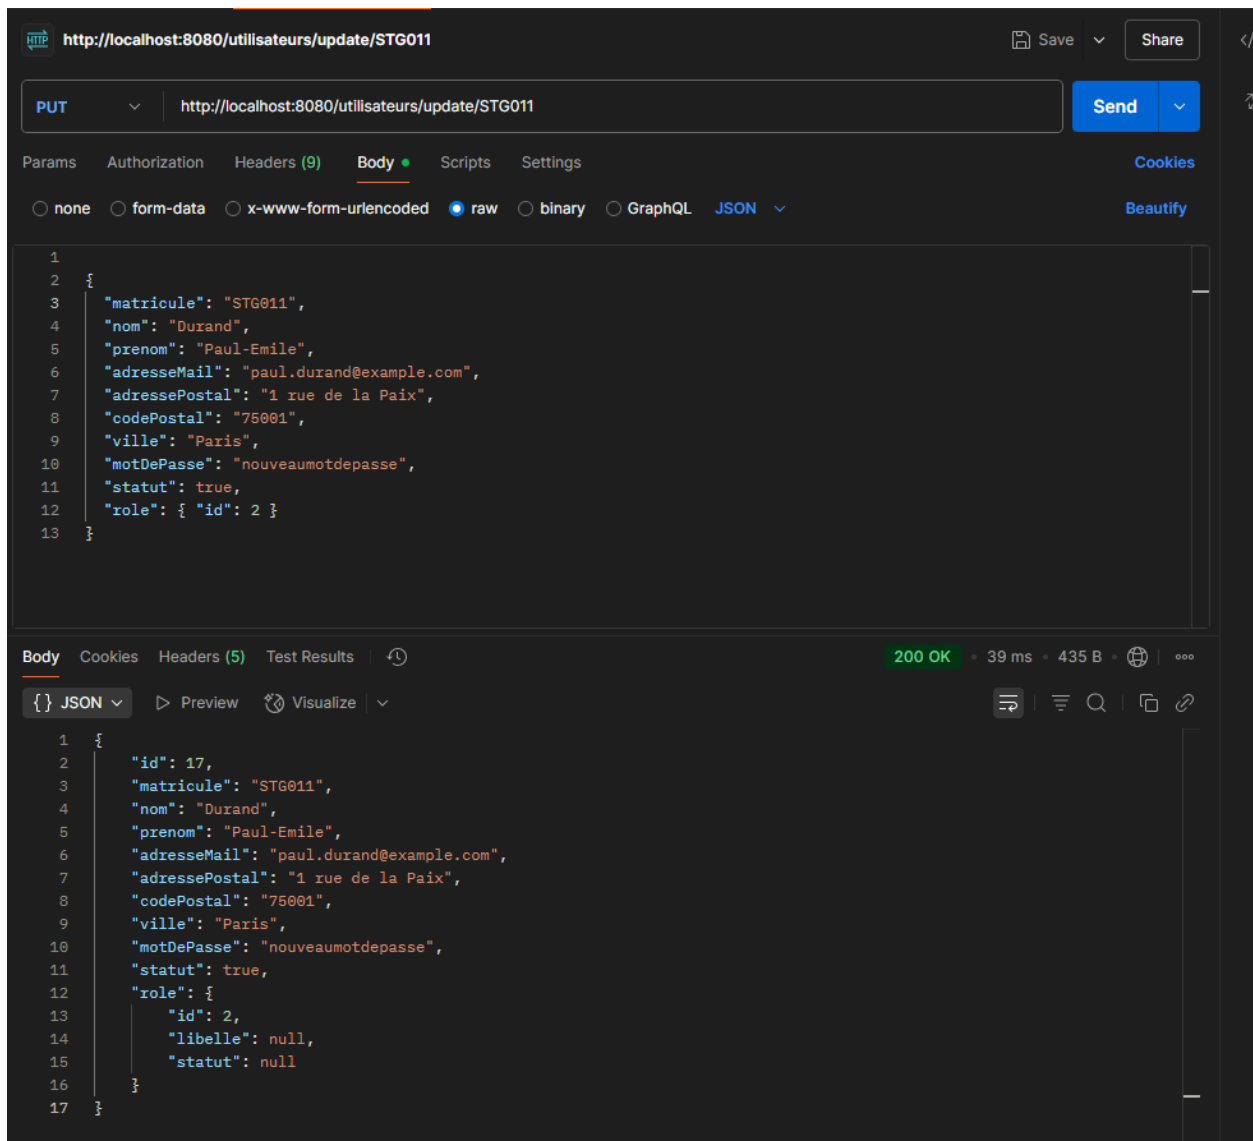 HTTP http://localhost:8080/utilisateurs/update/STG011 Save Share
PUT http://localhost:8080/utilisateurs/update/STG011 Send
Params Authorization Headers (9) Body Scripts Settings Cookies
none form-data x-www-form-urlencoded raw binary GraphQL JSON Beautify
1
2 {
3 "matricule": "STG011",
4 "nom": "Durand",
5 "prenom": "Paul-Emile",
6 "adresseMail": "paul.durand@example.com",
7 "adressePostal": "1 rue de la Paix",
8 "codePostal": "75001",
9 "ville": "Paris",
10 "motDePasse": "nouveaumotdepasse",
11 "statut": true,
12 "role": { "id": 2 }
13 }
Body Cookies Headers (5) Test Results 200 OK • 39 ms • 435 B •
{} JSON Preview Visualize
1 {
2 "id": 17,
3 "matricule": "STG011",
4 "nom": "Durand",
5 "prenom": "Paul-Emile",
6 "adresseMail": "paul.durand@example.com",
7 "adressePostal": "1 rue de la Paix",
8 "codePostal": "75001",
9 "ville": "Paris",
10 "motDePasse": "nouveaumotdepasse",
11 "statut": true,
12 "role": {
13 "id": 2,
14 "libelle": null,
15 "statut": null
16 }
17 }